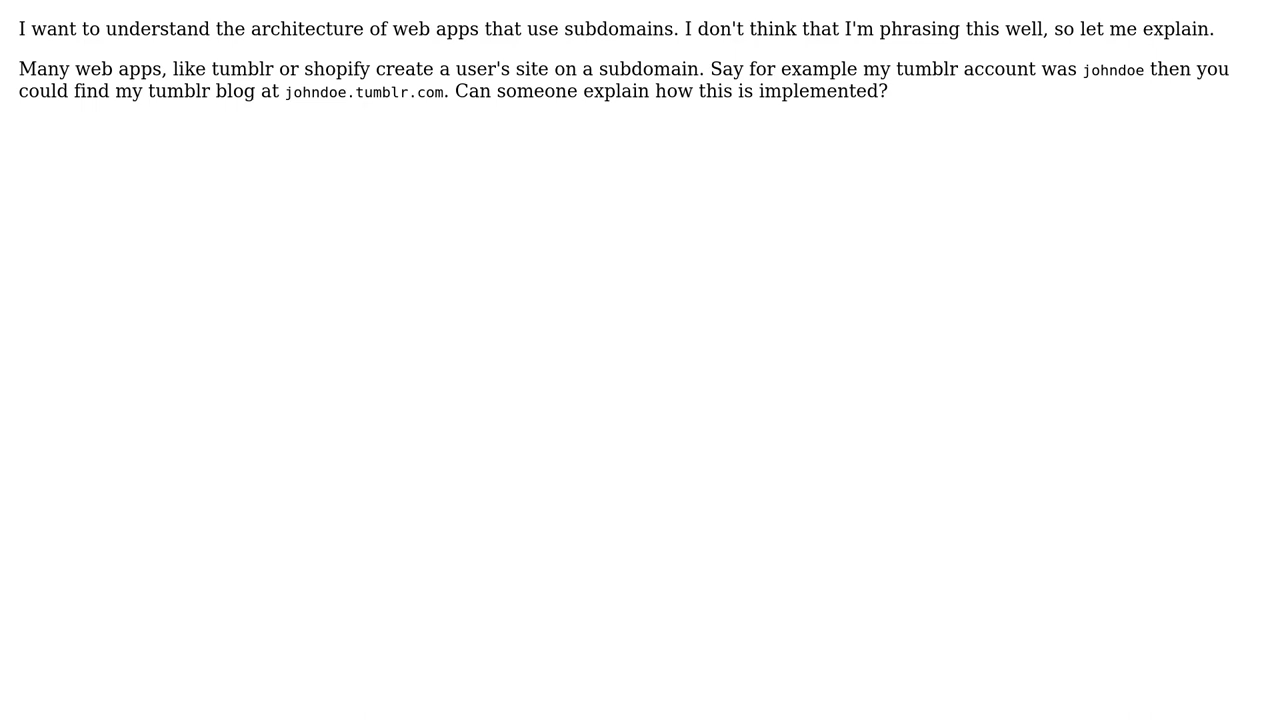 I want to understand the architecture of web apps that use subdomains. I don't think that I'm phrasing this well, so let me explain.
Many web apps, like tumblr or shopify create a user's site on a subdomain. Say for example my tumblr account was johndoe then you
could find my tumblr blog at johndoe.tumblr.com. Can someone explain how this is implemented?